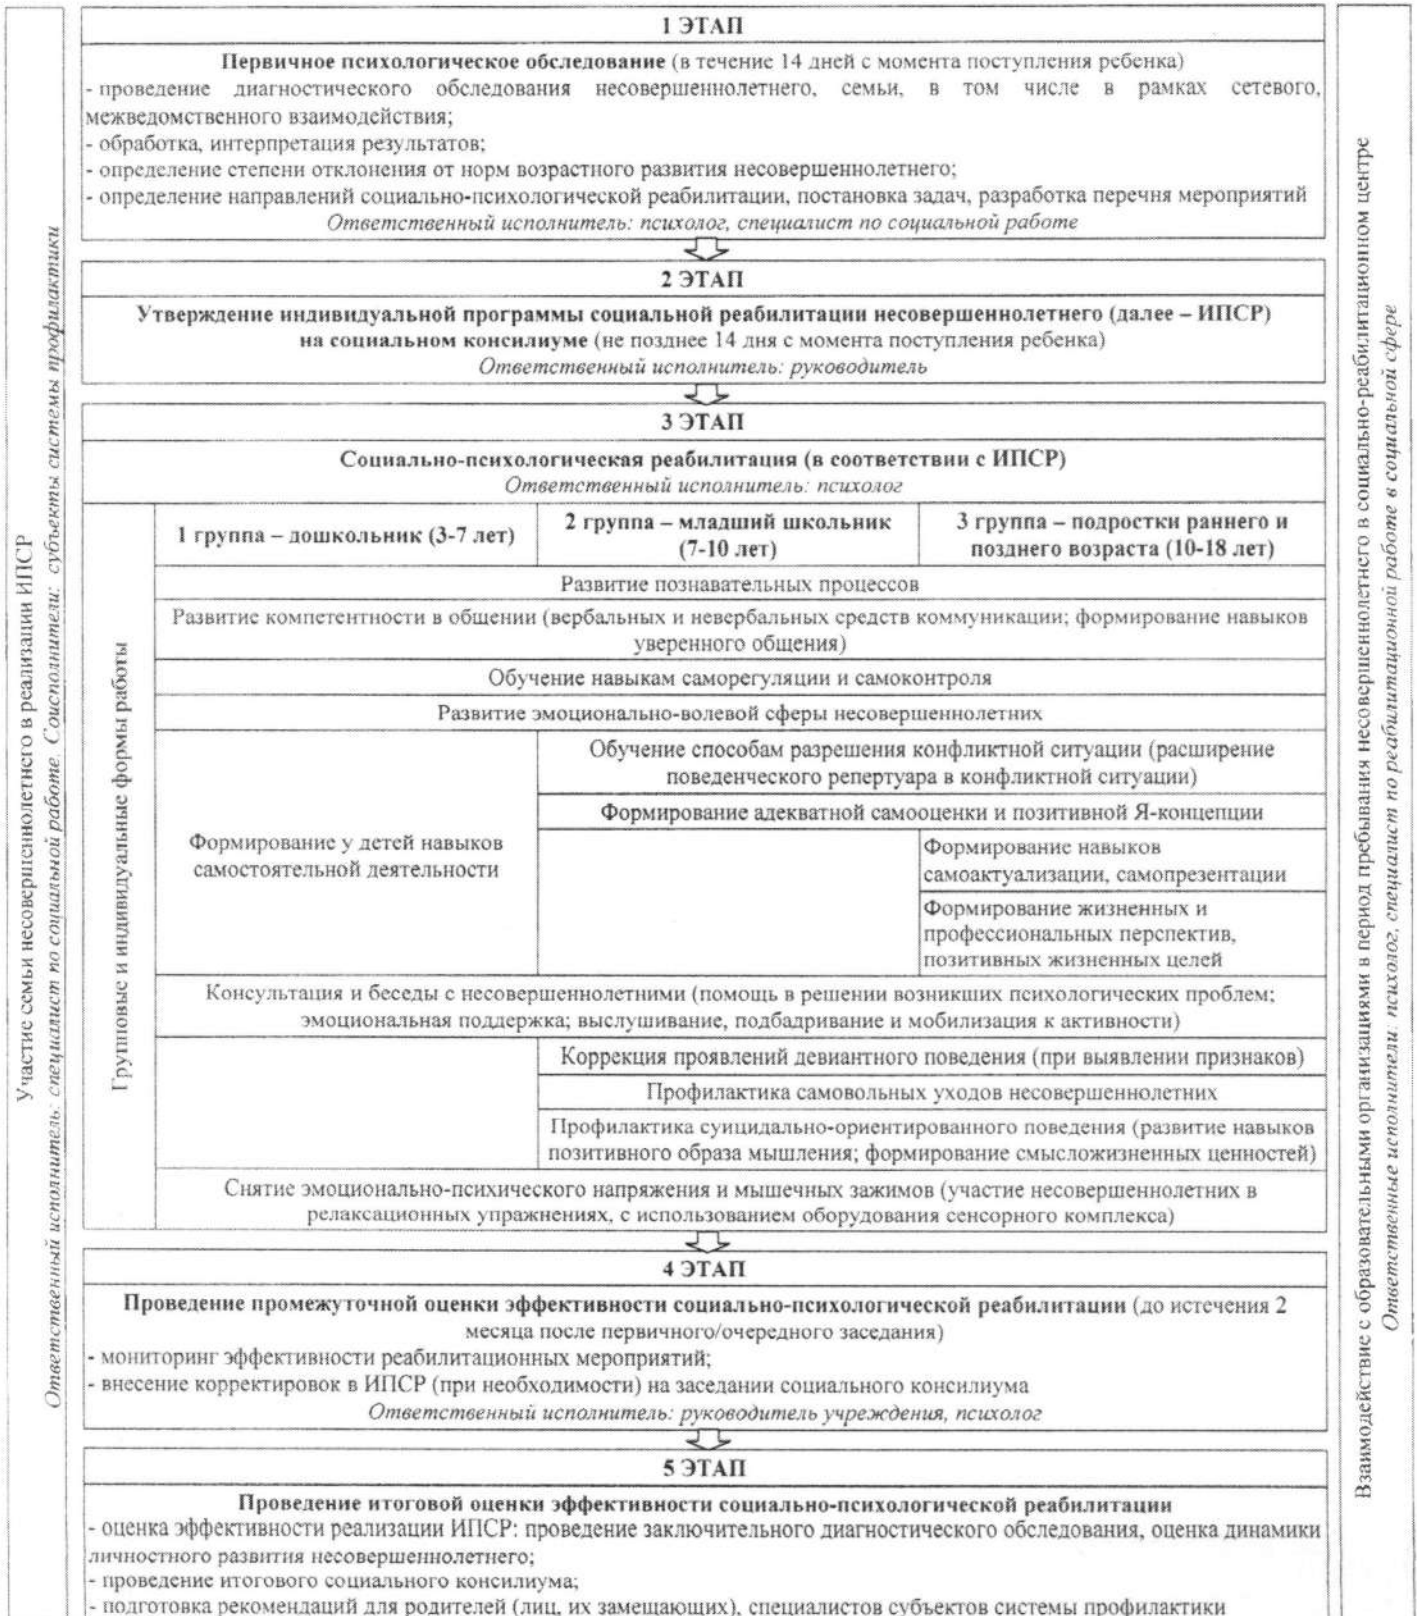 Участие семьи несовершеннолетнего в реализации ИПСР
Ответственный исполнитель: специалист по социальной работе. Соисполнители: субъекты системы профилактики
1 ЭТАП
Первичное психологическое обследование (в течение 14 дней с момента поступления ребенка)
- проведение диагностического обследования несовершеннолетнего, семьи, в том числе в рамках сетевого,
межведомственного взаимодействия;
- обработка, интерпретация результатов;
- определение степени отклонения от норм возрастного развития несовершеннолетнего;
- определение направлений социально-психологической реабилитации, постановка задач, разработка перечня мероприятий
Ответственный исполнитель: психолог, специалист по социальной работе
2 ЭТАП
Утверждение индивидуальной программы социальной реабилитации несовершеннолетнего (далее – ИПСР)
на социальном консилиуме (не позднее 14 дня с момента поступления ребенка)
Ответственный исполнитель: руководитель
3 ЭТАП
Социально-психологическая реабилитация (в соответствии с ИПСР)
Ответственный исполнитель: психолог
Групповые и индивидуальные формы работы
1 группа – дошкольник (3-7 лет)
2 группа – младший школьник
(7-10 лет)
3 группа – подростки раннего и
позднего возраста (10-18 лет)
Развитие познавательных процессов
Развитие компетентности в общении (вербальных и невербальных средств коммуникации; формирование навыков
уверенного общения)
Обучение навыкам саморегуляции и самоконтроля
Развитие эмоционально-волевой сферы несовершеннолетних
Формирование у детей навыков
самостоятельной деятельности
Обучение способам разрешения конфликтной ситуации (расширение
поведенческого репертуара в конфликтной ситуации)
Формирование адекватной самооценки и позитивной Я-концепции
Формирование навыков
самоактуализации, самопрезентации
Формирование жизненных и
профессиональных перспектив,
позитивных жизненных целей
Консультация и беседы с несовершеннолетними (помощь в решении возникших психологических проблем;
эмоциональная поддержка; выслушивание, подбадривание и мобилизация к активности)
Коррекция проявлений девиантного поведения (при выявлении признаков)
Профилактика самовольных уходов несовершеннолетних
Профилактика суицидально-ориентированного поведения (развитие навыков
позитивного образа мышления; формирование смысложизненных ценностей)
Снятие эмоционально-психического напряжения и мышечных зажимов (участие несовершеннолетних в
релаксационных упражнениях, с использованием оборудования сенсорного комплекса)
4 ЭТАП
Проведение промежуточной оценки эффективности социально-психологической реабилитации (до истечения 2
месяца после первичного/очередного заседания)
- мониторинг эффективности реабилитационных мероприятий;
- внесение корректировок в ИПСР (при необходимости) на заседании социального консилиума
Ответственный исполнитель: руководитель учреждения, психолог
5 ЭТАП
Проведение итоговой оценки эффективности социально-психологической реабилитации
- оценка эффективности реализации ИПСР: проведение заключительного диагностического обследования, оценка динамики
личностного развития несовершеннолетнего;
- проведение итогового социального консилиума;
- подготовка рекомендаций для родителей (лиц, их замещающих), специалистов субъектов системы профилактики
Взаимодействие с образовательными организациями в период пребывания несовершеннолетнего в социально-реабилитационном центре
Ответственные исполнители: психолог, специалист по реабилитационной работе в социальной сфере